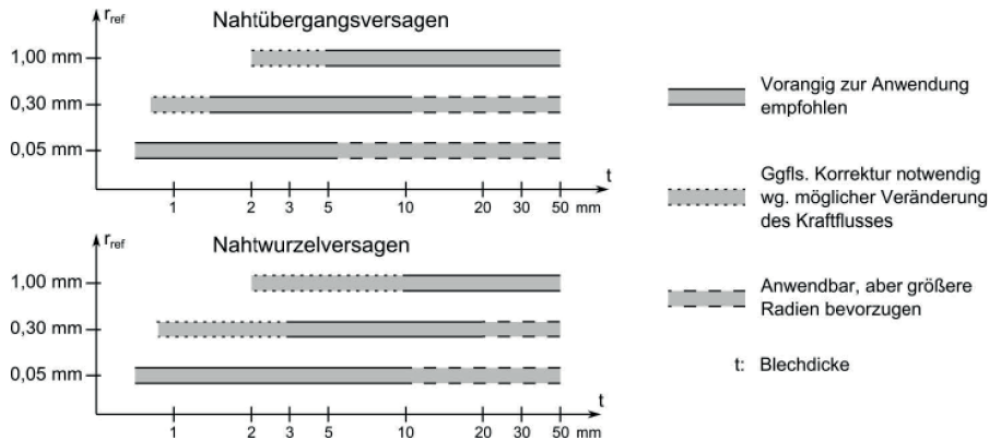 r_ref
Nahtübergangsversagen
1,00 mm
0,30 mm
0,05 mm
t
1 2 3 5 10 20 30 50 mm
r_ref
Nahtwurzelversagen
1,00 mm
0,30 mm
0,05 mm
t
1 2 3 5 10 20 30 50 mm
Vorangig zur Anwendung
empfohlen
Ggfls. Korrektur notwendig
wg. möglicher Veränderung
des Kraftflusses
Anwendbar, aber größere
Radien bevorzugen
t: Blechdicke